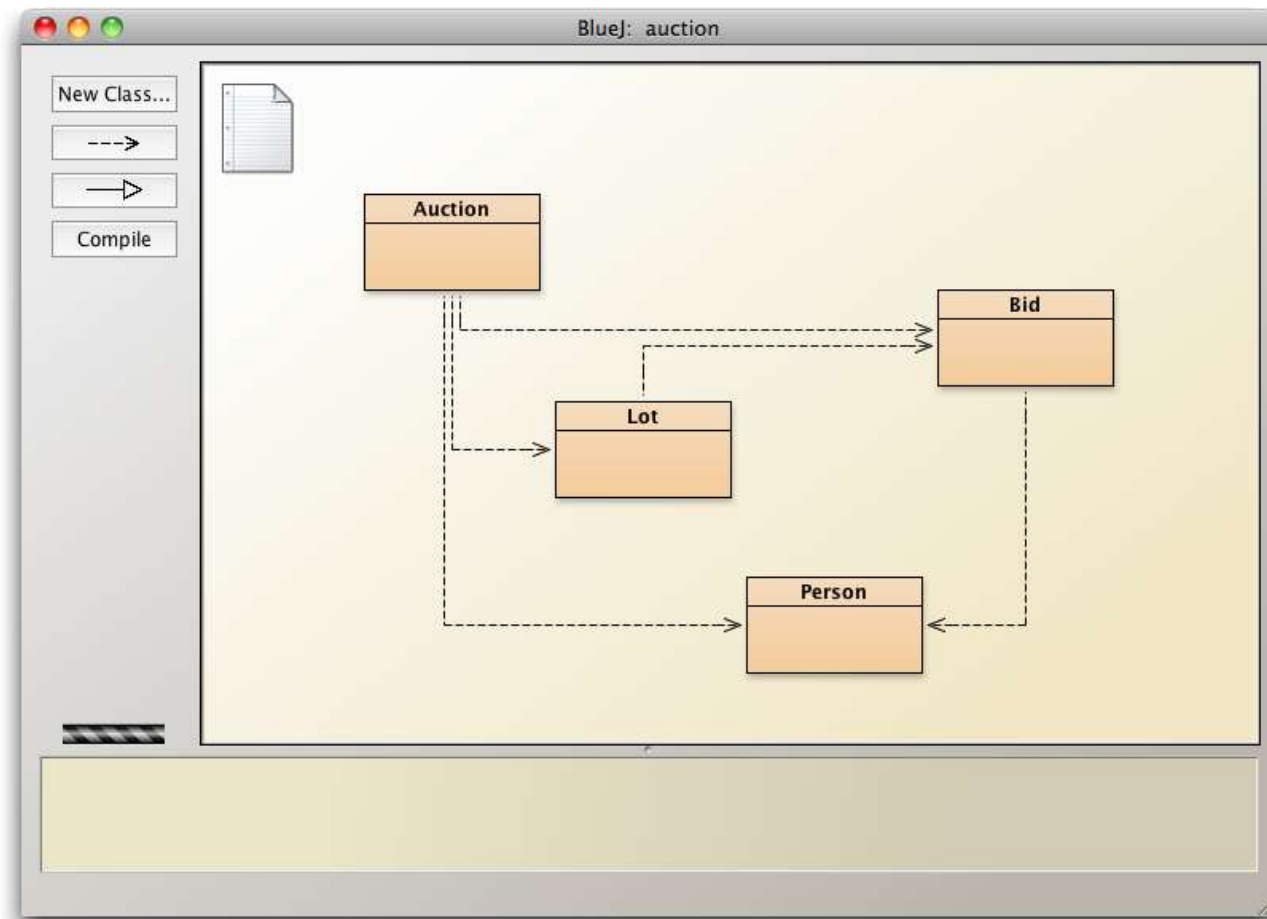 BlueJ: auction
New Class...
Compile
Auction
Bid
Lot
Person